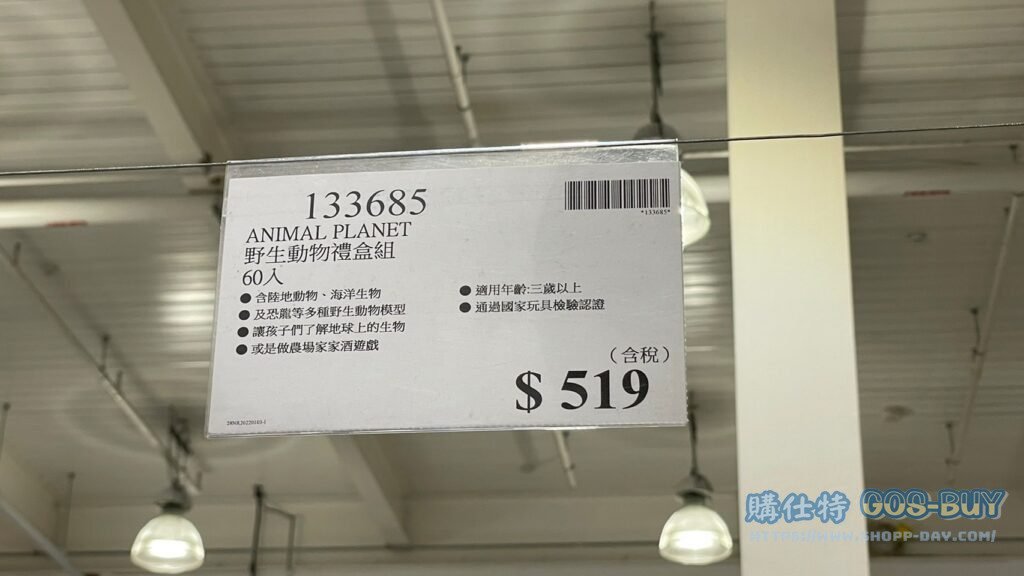 133685
*133685*
ANIMAL PLANET
野生動物禮盒組
60入
●含陸地動物、海洋生物
●及恐龍等多種野生動物模型
●讓孩子們了解地球上的生物
●或是做農場家家酒遊戲
●適用年齡:三歲以上
●通過國家玩具檢驗認證
(含稅)
$ 519
購仕特 GOS-BUY
HTTPS://WWW.SHOPP-DAY.COM/